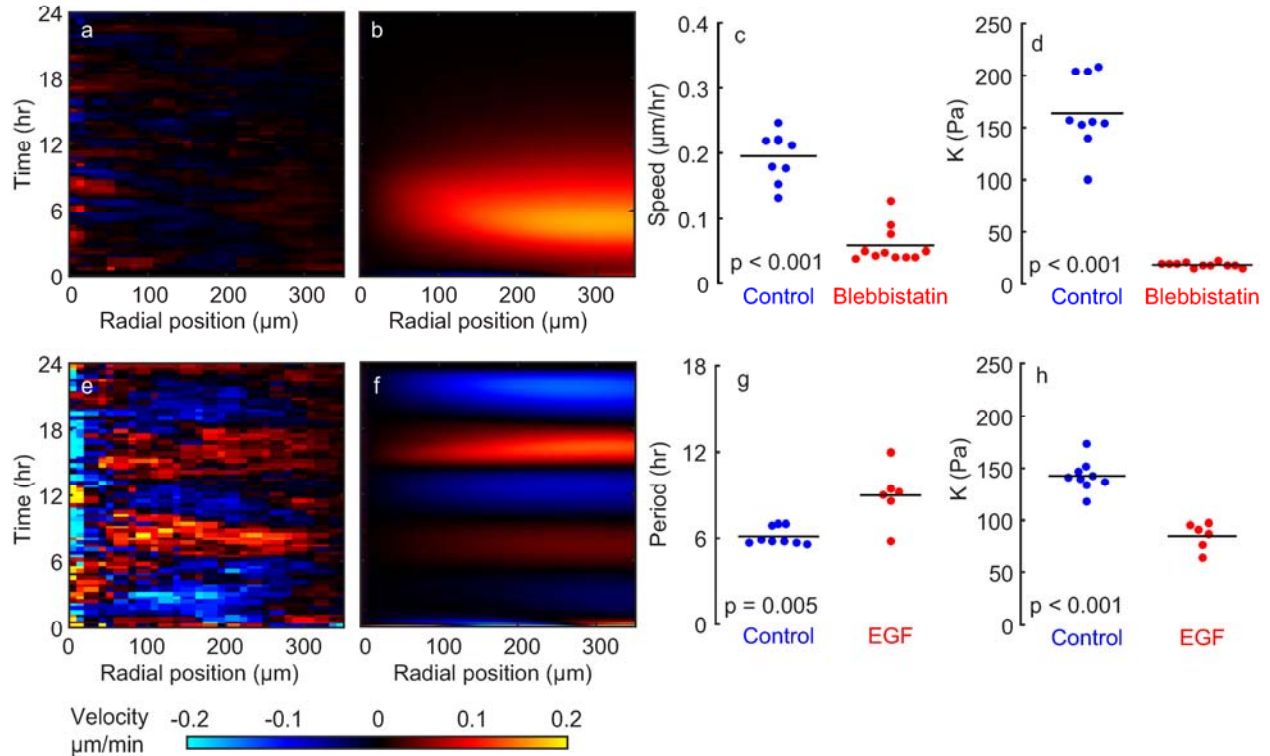 a
b
c
d
24
18
12
6
0
Time (hr)
0 100 200 300
Radial position (µm)
0 100 200 300
Radial position (µm)
0.4
0.3
0.2
0.1
0
Speed (µm/hr)
p < 0.001
Control Blebbistatin
250
200
150
100
50
0
K (Pa)
p < 0.001
Control Blebbistatin
e
f
g
h
24
18
12
6
0
Time (hr)
0 100 200 300
Radial position (µm)
0 100 200 300
Radial position (µm)
18
12
6
0
Period (hr)
p = 0.005
Control EGF
250
200
150
100
50
0
K (Pa)
p < 0.001
Control EGF
Velocity -0.2 -0.1 0 0.1 0.2
µm/min